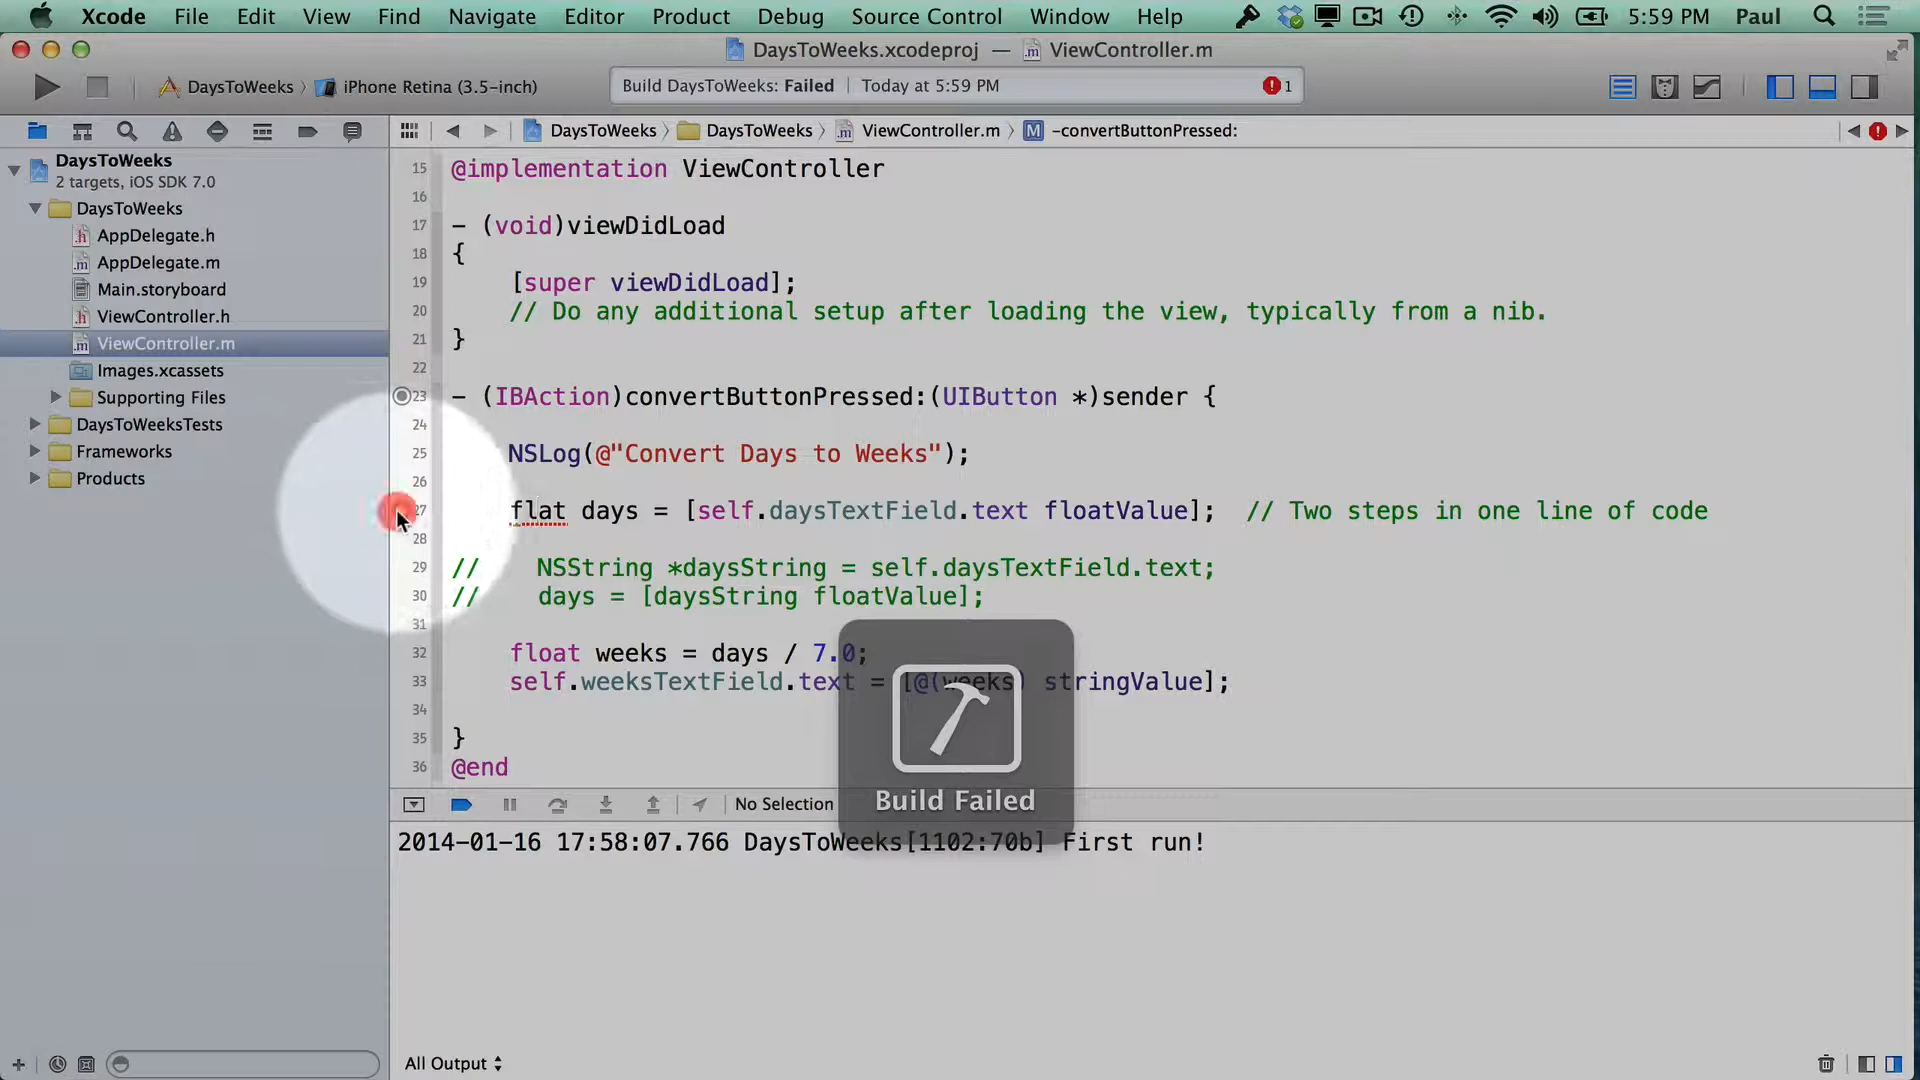 Xcode File Edit View Find Navigate Editor Product Debug Source Control Window Help 5:59 PM Paul
DaysToWeeks.xcodeproj — ViewController.m
DaysToWeeks 〉 iPhone Retina (3.5-inch)
Build DaysToWeeks: Failed | Today at 5:59 PM 1
DaysToWeeks 〉 DaysToWeeks 〉 ViewController.m 〉 M -convertButtonPressed:
DaysToWeeks
2 targets, iOS SDK 7.0
DaysToWeeks
AppDelegate.h
AppDelegate.m
Main.storyboard
ViewController.h
ViewController.m
Images.xcassets
Supporting Files
DaysToWeeksTests
Frameworks
Products
15 @implementation ViewController
16
17 - (void)viewDidLoad
18 {
19 [super viewDidLoad];
20 // Do any additional setup after loading the view, typically from a nib.
21 }
22
23 - (IBAction)convertButtonPressed:(UIButton *)sender {
24
25 NSLog(@"Convert Days to Weeks");
26
27 flat days = [self.daysTextField.text floatValue]; // Two steps in one line of code
28
29 // NSString *daysString = self.daysTextField.text;
30 // days = [daysString floatValue];
31
32 float weeks = days / 7.0;
33 self.weeksTextField.text = [@(weeks) stringValue];
34
35 }
36 @end
Build Failed
No Selection
2014-01-16 17:58:07.766 DaysToWeeks[1102:70b] First run!
All Output